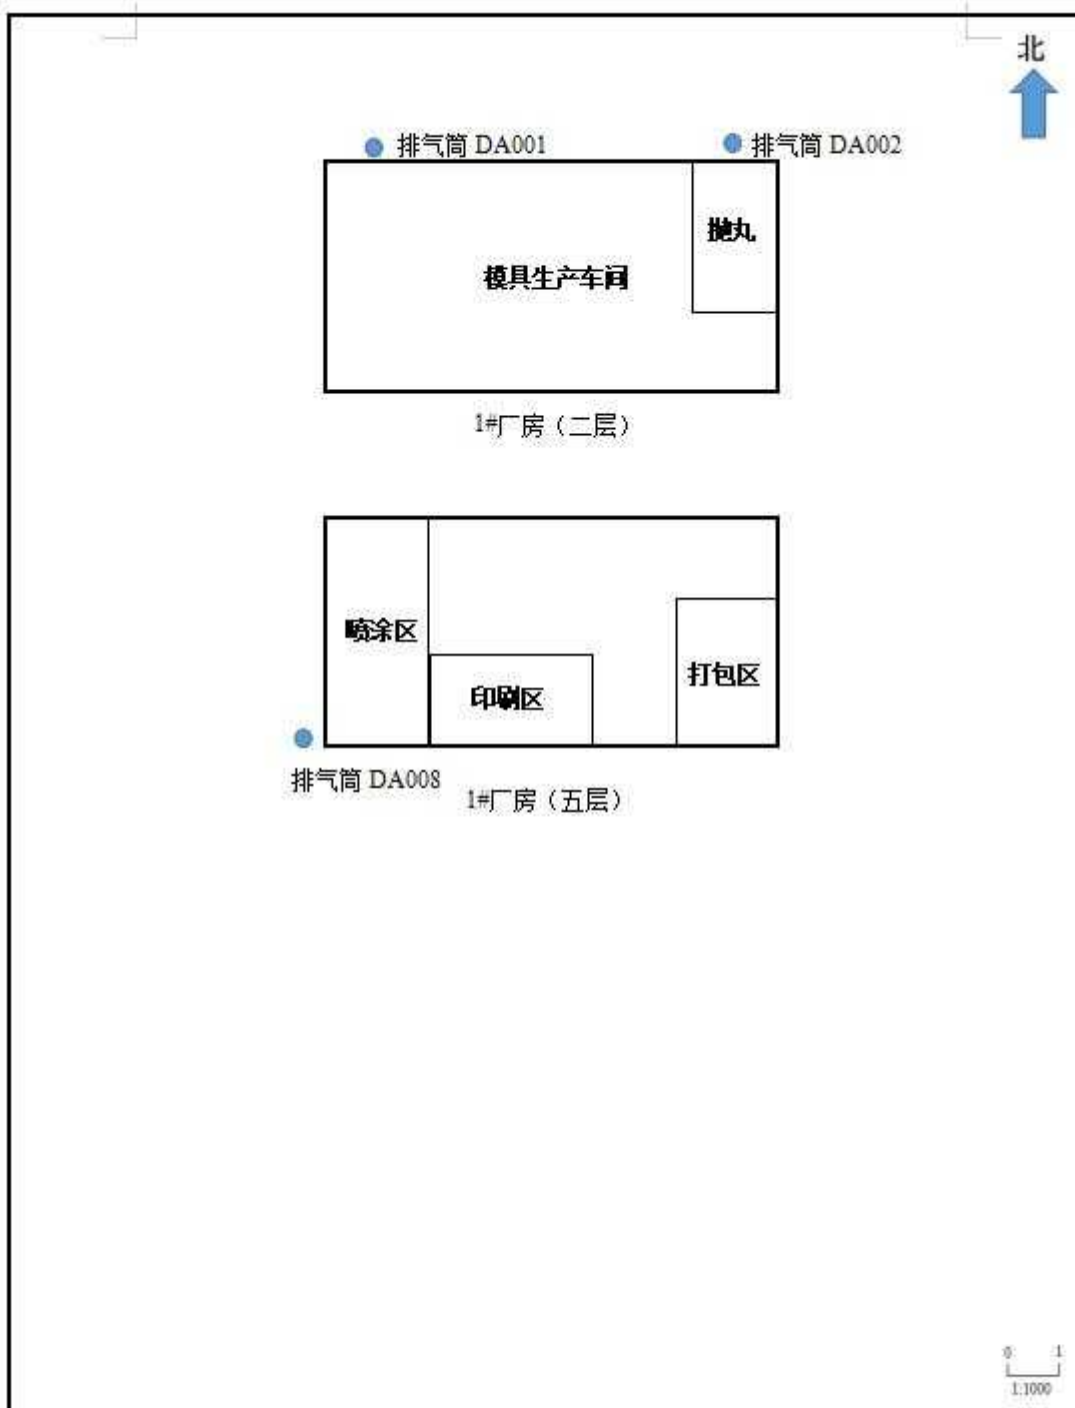 北
排气筒 DA001
排气筒 DA002
抛丸
模具生产车间
1#厂房（二层）
喷涂区
印刷区
打包区
排气筒 DA008
1#厂房（五层）
0 1
1:1000